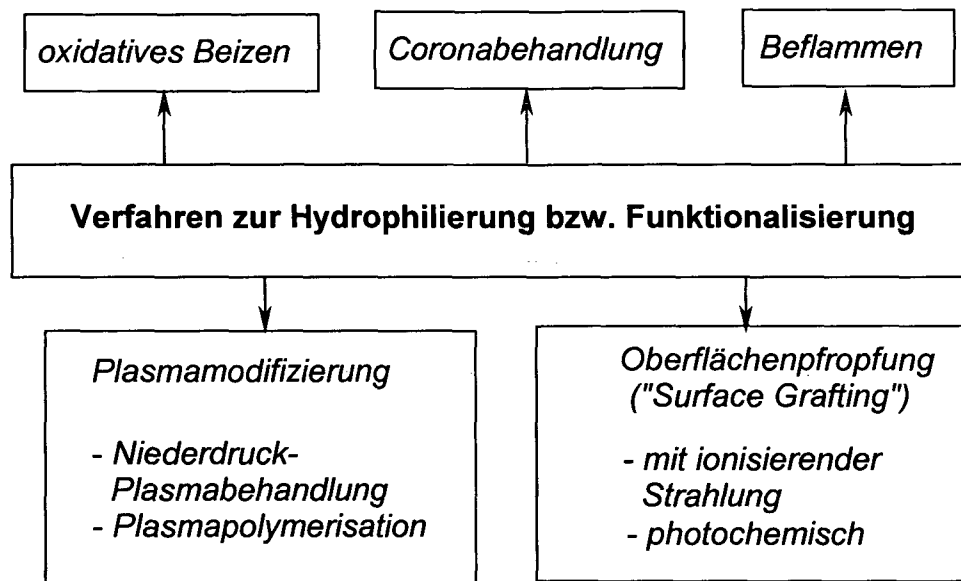 oxidatives Beizen
Coronabehandlung
Beflammen
Verfahren zur Hydrophilierung bzw. Funktionalisierung
Plasmamodifizierung
- Niederdruck-
Plasmabehandlung
- Plasmapolymerisation
Oberflächenpfropfung
("Surface Grafting")
- mit ionisierender
Strahlung
- photochemisch